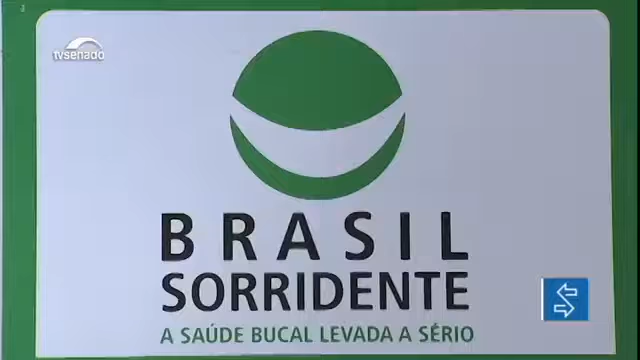 tvsenado
BRASIL
SORRIDENTE
A SAÚDE BUCAL LEVADA A SÉRIO